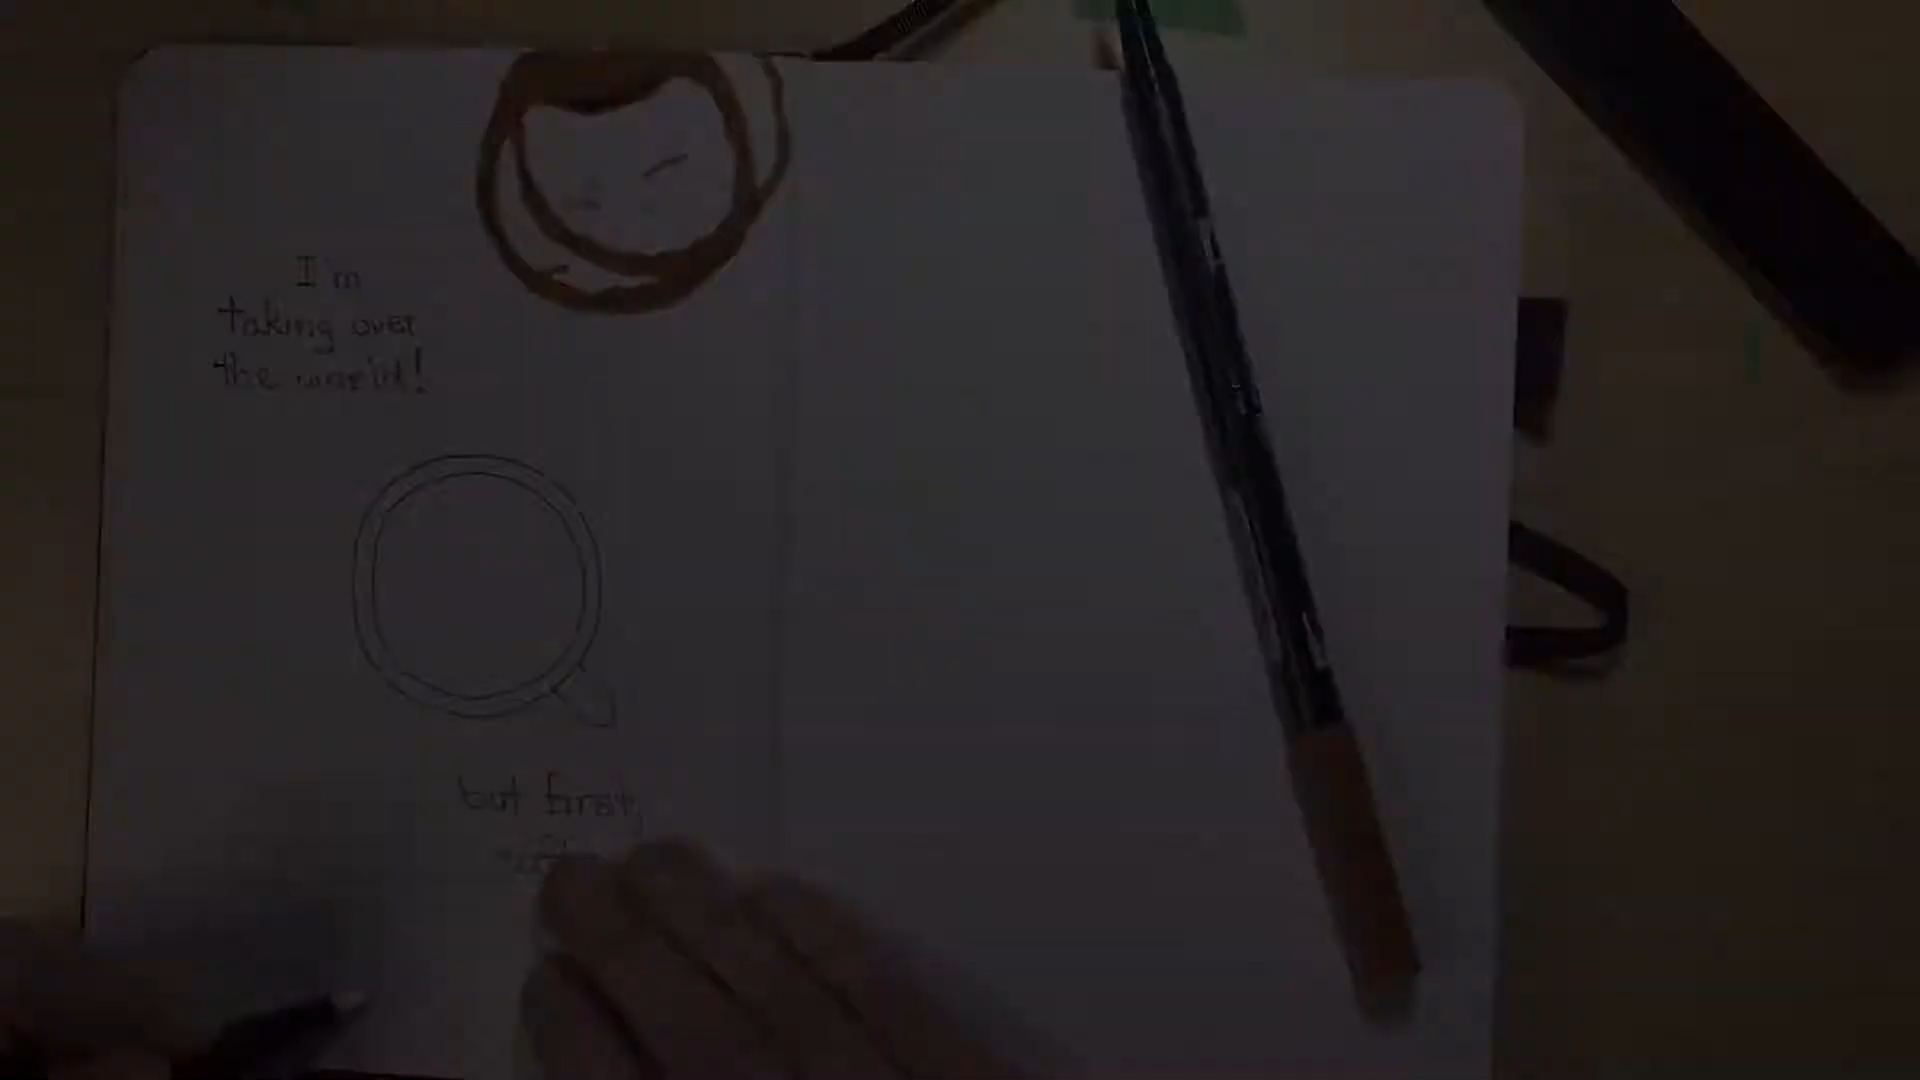 I'm
taking over
the world!
but first,